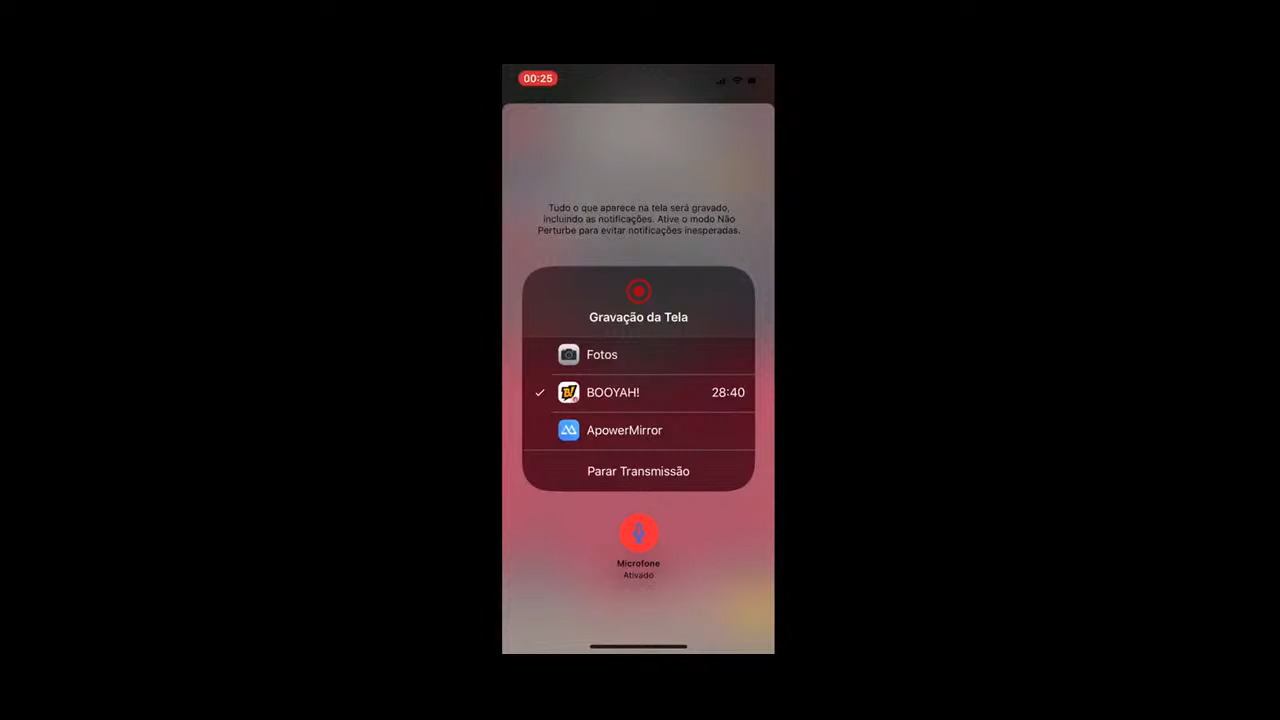 00:25
Tudo o que aparece na tela será gravado,
incluindo as notificações. Ative o modo Não
Perturbe para evitar notificações inesperadas.
Gravação da Tela
Fotos
BOOYAH! 28:40
ApowerMirror
Parar Transmissão
Microfone
Ativado